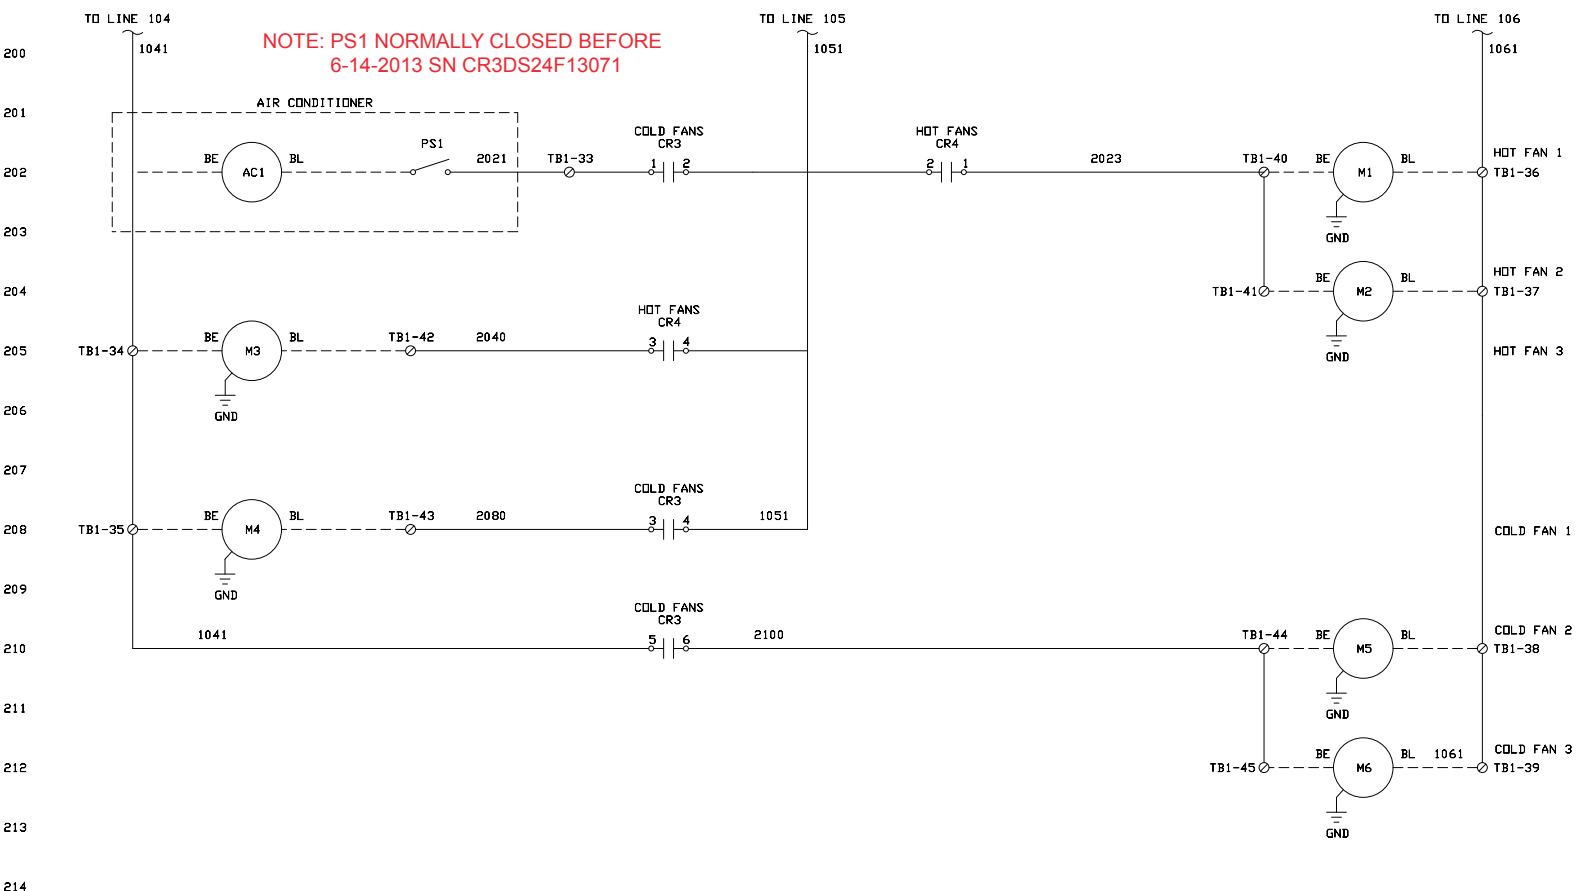 TO LINE 104
TO LINE 105
TO LINE 106
1041
1051
1061
NOTE: PS1 NORMALLY CLOSED BEFORE
6-14-2013 SN CR3DS24F13071
200
201
AIR CONDITIONER
COLD FANS
CR3
HOT FANS
CR4
202
BE
AC1
BL
PS1
2021
TB1-33
1 2
2 1
2023
TB1-40
BE
M1
BL
HOT FAN 1
TB1-36
GND
203
204
TB1-41
BE
M2
BL
HOT FAN 2
TB1-37
GND
HOT FANS
CR4
205
TB1-34
BE
M3
BL
TB1-42
2040
3 4
HOT FAN 3
GND
206
207
COLD FANS
CR3
208
TB1-35
BE
M4
BL
TB1-43
2080
3 4
1051
COLD FAN 1
GND
209
COLD FANS
CR3
210
1041
5 6
2100
TB1-44
BE
M5
BL
COLD FAN 2
TB1-38
GND
211
212
TB1-45
BE
M6
BL
1061
COLD FAN 3
TB1-39
GND
213
214